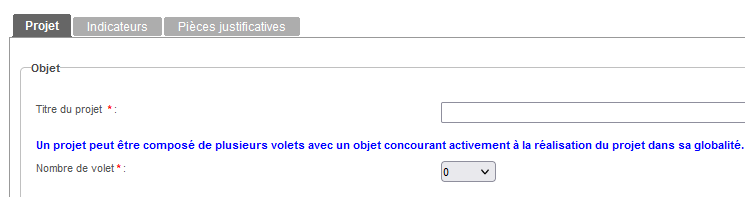 Projet Indicateurs Pièces justificatives
Objet
Titre du projet * :
Un projet peut être composé de plusieurs volets avec un objet concourant activement à la réalisation du projet dans sa globalité.
Nombre de volet * : 0